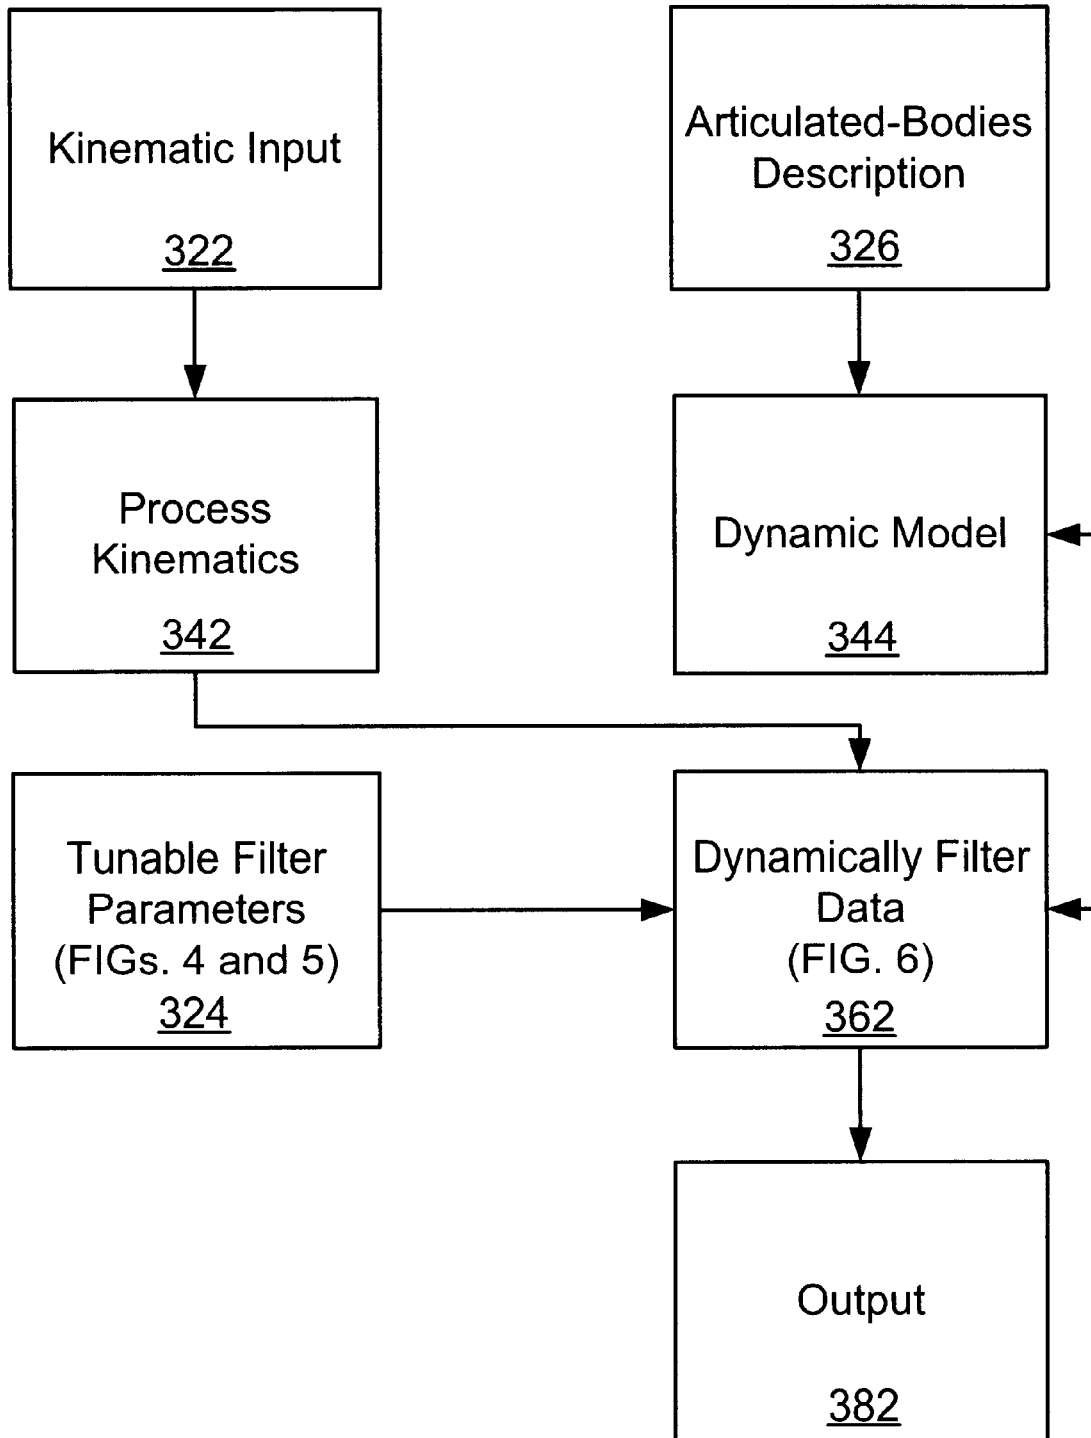 Kinematic Input
322
Articulated-Bodies
Description
326
Process
Kinematics
342
Dynamic Model
344
Tunable Filter
Parameters
(FIGs. 4 and 5)
324
Dynamically Filter
Data
(FIG. 6)
362
Output
382